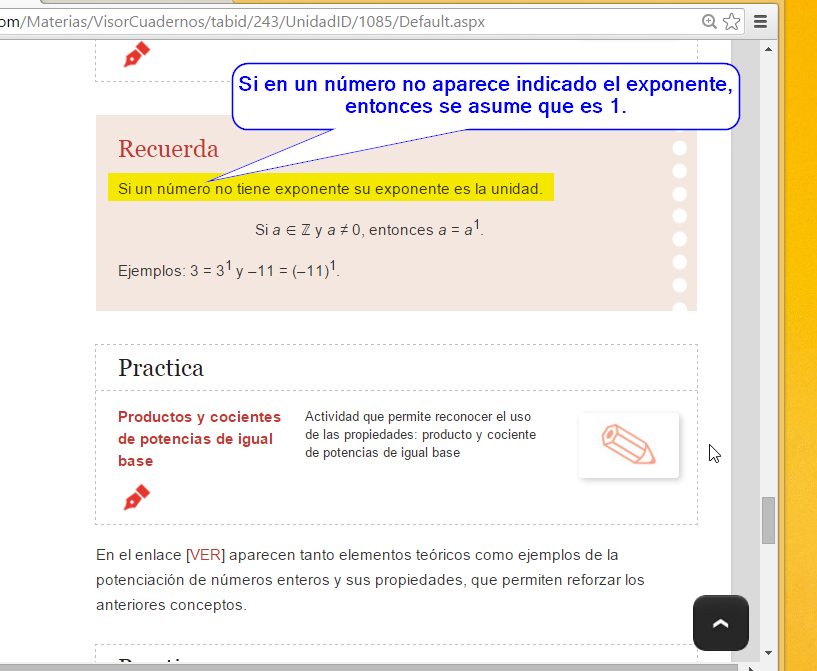 om/Materias/VisorCuadernos/tabid/243/UnidadID/1085/Default.aspx
Si en un número no aparece indicado el exponente,
entonces se asume que es 1.
Recuerda
Si un número no tiene exponente su exponente es la unidad.
Si a ∈ ℤ y a ≠ 0, entonces a = a¹.
Ejemplos: 3 = 3¹ y –11 = (–11)¹.
Practica
Productos y cocientes
de potencias de igual
base
Actividad que permite reconocer el uso
de las propiedades: producto y cociente
de potencias de igual base
En el enlace [VER] aparecen tanto elementos teóricos como ejemplos de la
potenciación de números enteros y sus propiedades, que permiten reforzar los
anteriores conceptos.